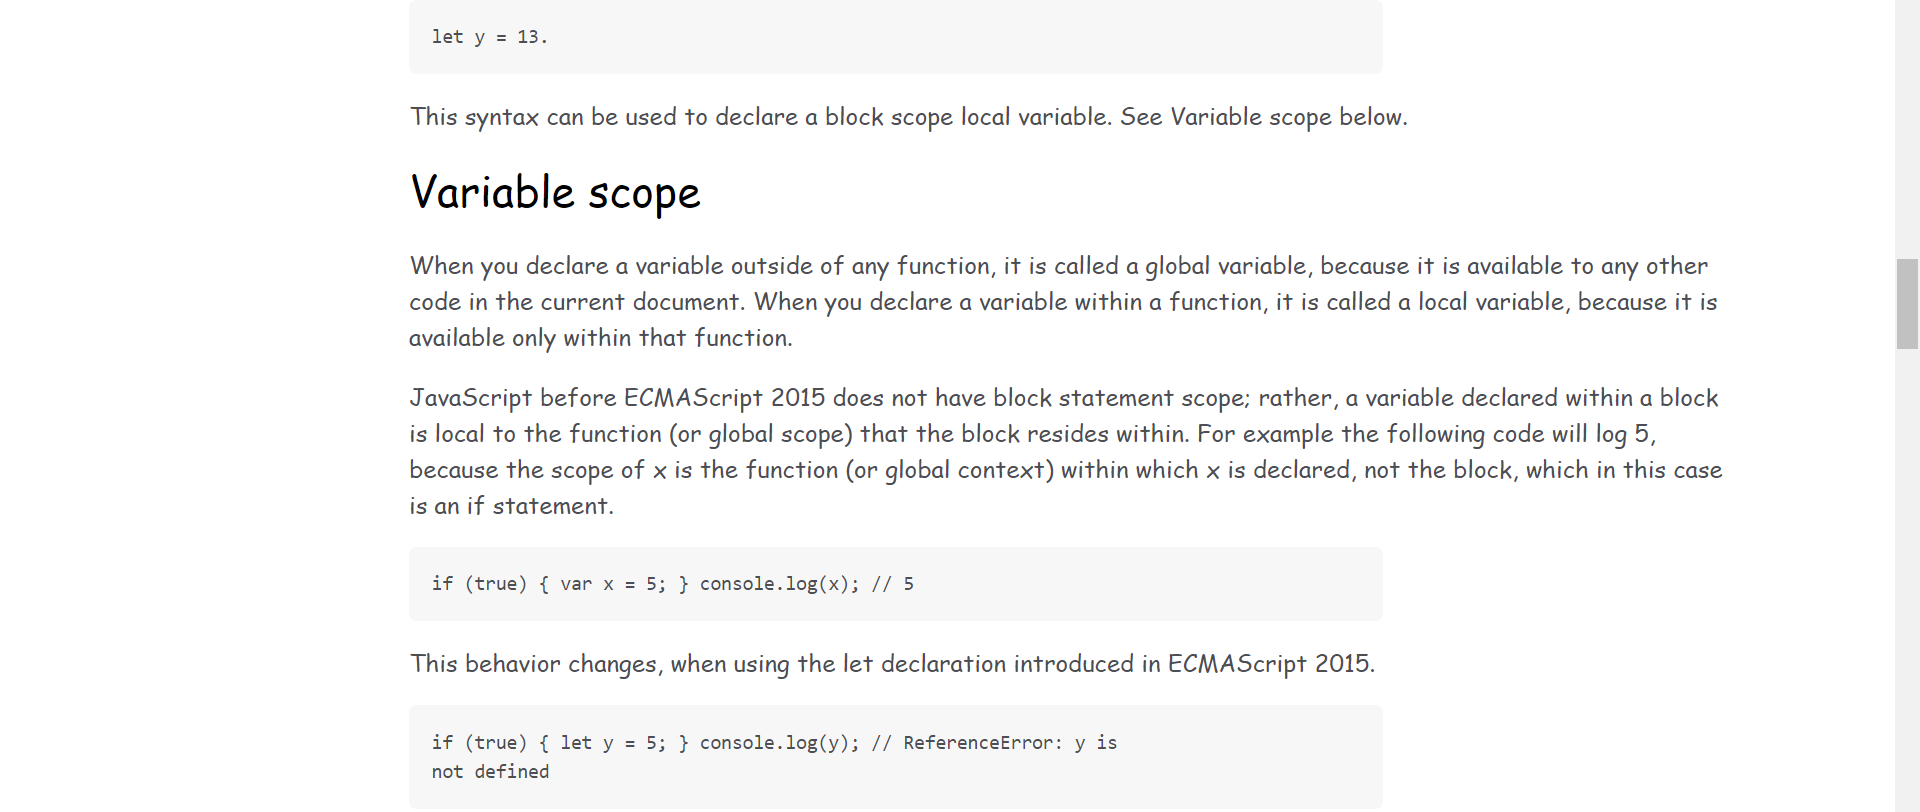 let y = 13.
This syntax can be used to declare a block scope local variable. See Variable scope below.
Variable scope
When you declare a variable outside of any function, it is called a global variable, because it is available to any other
code in the current document. When you declare a variable within a function, it is called a local variable, because it is
available only within that function.
JavaScript before ECMAScript 2015 does not have block statement scope; rather, a variable declared within a block
is local to the function (or global scope) that the block resides within. For example the following code will log 5,
because the scope of x is the function (or global context) within which x is declared, not the block, which in this case
is an if statement.
if (true) { var x = 5; } console.log(x); // 5
This behavior changes, when using the let declaration introduced in ECMAScript 2015.
if (true) { let y = 5; } console.log(y); // ReferenceError: y is
not defined